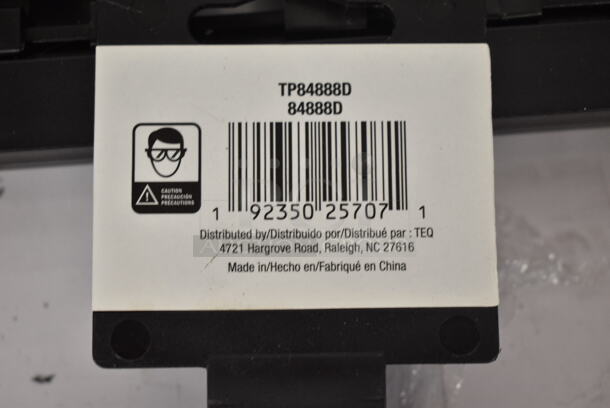 TP84888D
84888D
CAUTION
PRECAUCIÓN
PRÉCAUTIONS
1 92350 25707 1
Distributed by/Distribuido por/Distribué par : TEQ
4721 Hargrove Road, Raleigh, NC 27616
Made in/Hecho en/Fabriqué en China